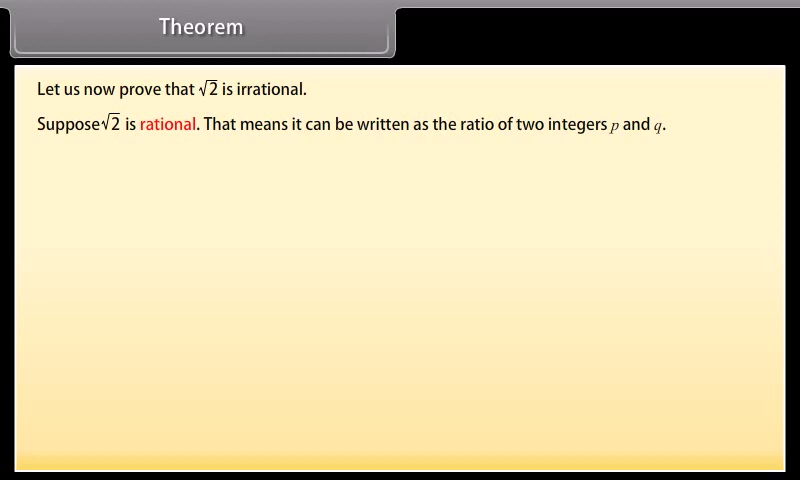 Theorem
Let us now prove that √2 is irrational.
Suppose √2 is rational. That means it can be written as the ratio of two integers p and q.